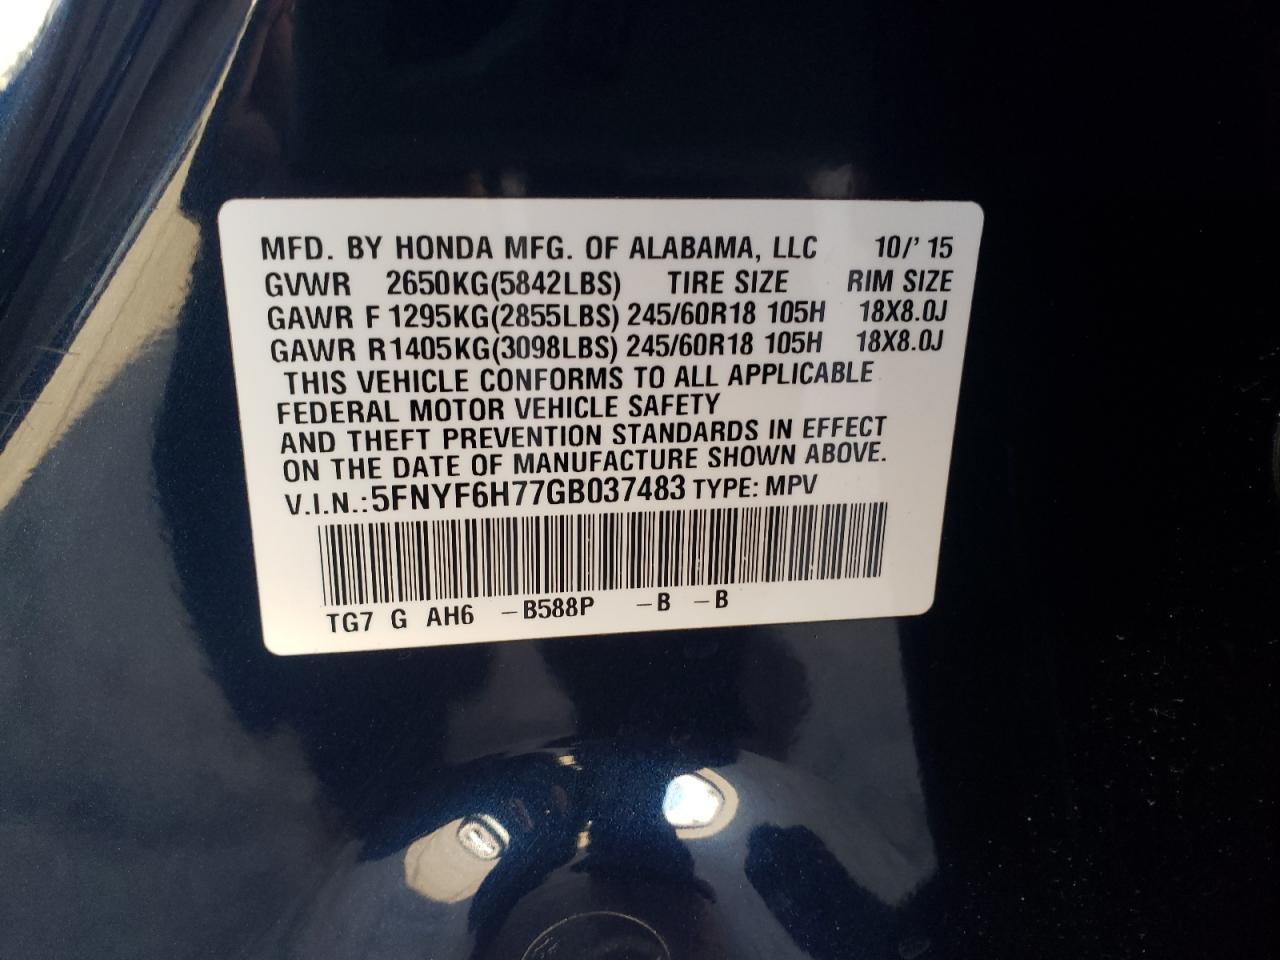 MFD. BY HONDA MFG. OF ALABAMA, LLC 10/'15
GVWR 2650KG(5842LBS) TIRE SIZE RIM SIZE
GAWR F 1295KG(2855LBS) 245/60R18 105H 18X8.0J
GAWR R 1405KG(3098LBS) 245/60R18 105H 18X8.0J
THIS VEHICLE CONFORMS TO ALL APPLICABLE
FEDERAL MOTOR VEHICLE SAFETY
AND THEFT PREVENTION STANDARDS IN EFFECT
ON THE DATE OF MANUFACTURE SHOWN ABOVE.
V.I.N.:5FNYF6H77GB037483 TYPE: MPV
TG7 G AH6 –B588P –B –B